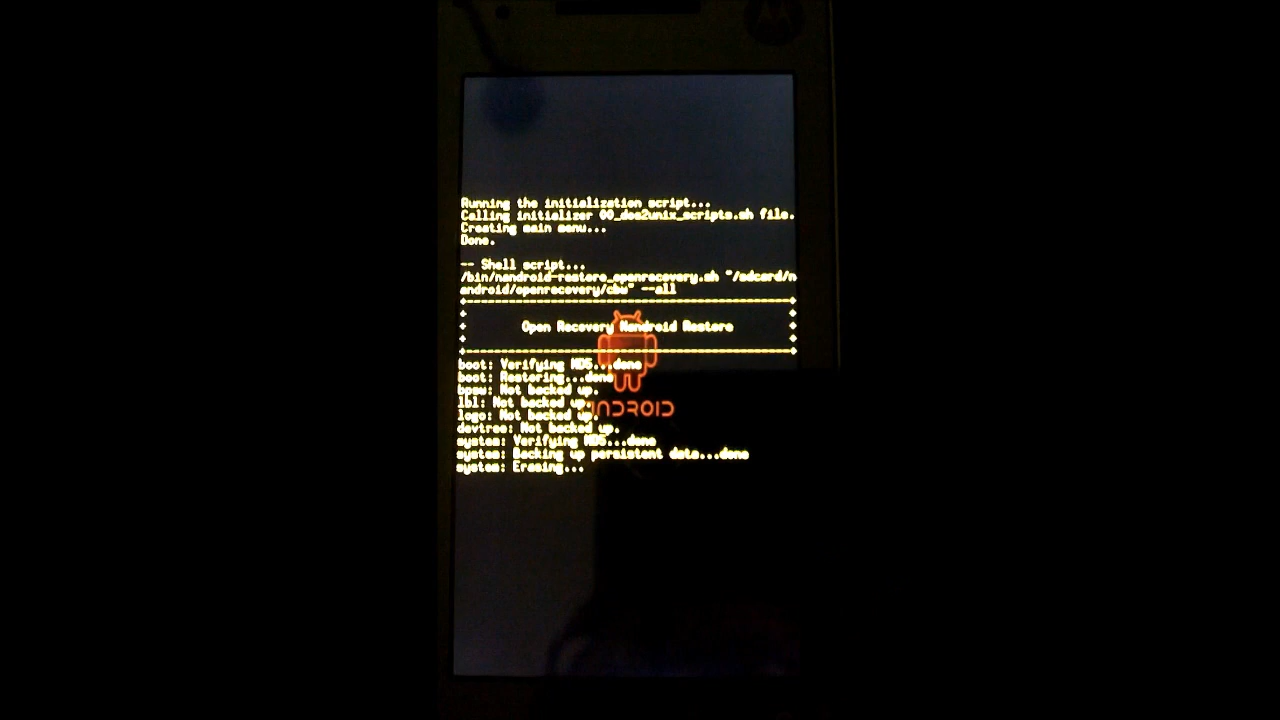 Running the initialization script...
Calling initializer 00_dos2unix_scripts.sh file.
Creating main menu...
Done.
-- Shell script...
/bin/nandroid-restore_openrecovery.sh "/sdcard/n
android/openrecovery/cbw" --all
+------------------------------------------------+
+ +
+ Open Recovery Nandroid Restore +
+ +
+------------------------------------------------+
boot: Verifying MD5...done
boot: Restoring...done
bpsw: Not backed up.
lbl: Not backed up.
logo: Not backed up.
devtree: Not backed up.
system: Verifying MD5...done
system: Backing up persistent data...done
system: Erasing...
ANDROID